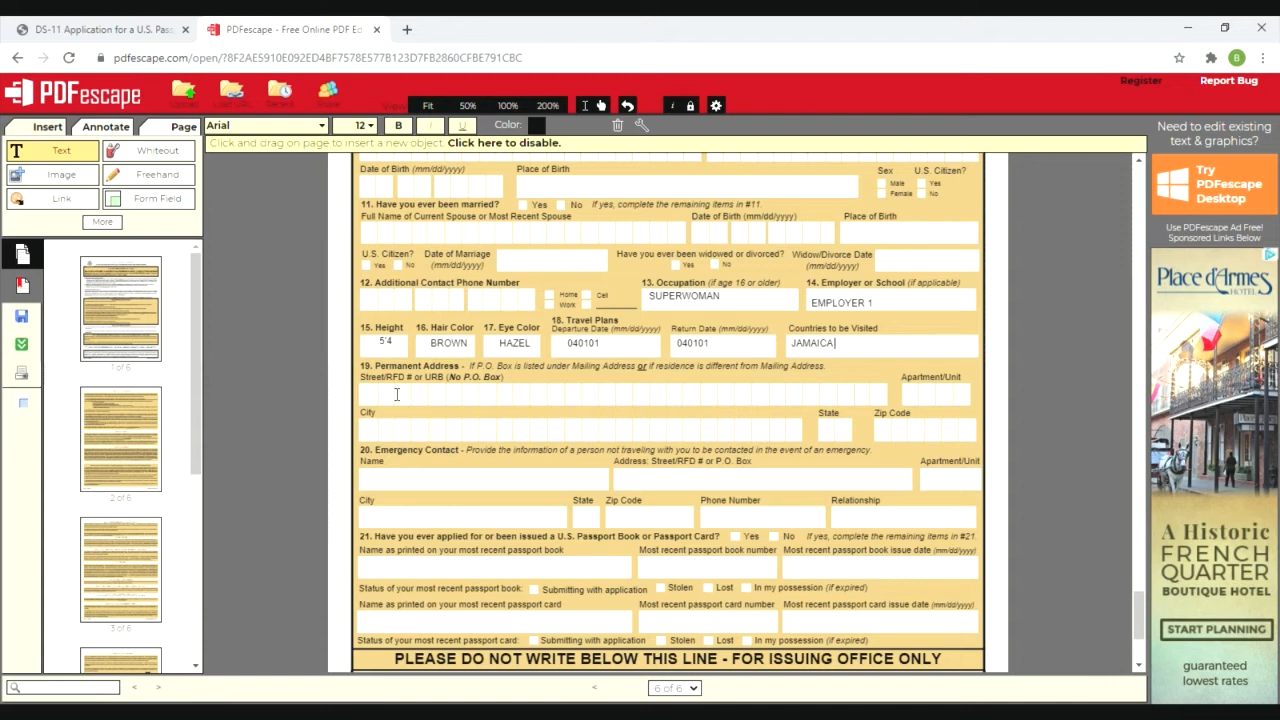 DS-11 Application for a U.S. Pass
PDFescape - Free Online PDF Ed
pdfescape.com/open/?8F2AE5910E092ED4BF7578E577B123D7FB2860CFBE791CBC
B
PDFescape
Upload
Load URL
Recent
Share
View
Fit
50%
100%
200%
Register
Report Bug
Insert
Annotate
Page
Arial
12
B
I
U
Color:
Click and drag on page to insert a new object. Click here to disable.
Text
Whiteout
Image
Freehand
Link
Form Field
More
1 of 6
2 of 6
3 of 6
Date of Birth (mm/dd/yyyy)
Place of Birth
Sex
U.S. Citizen?
Male
Yes
Female
No
11. Have you ever been married?
Yes
No
If yes, complete the remaining items in #11.
Full Name of Current Spouse or Most Recent Spouse
Date of Birth (mm/dd/yyyy)
Place of Birth
U.S. Citizen?
Yes
No
Date of Marriage
(mm/dd/yyyy)
Have you ever been widowed or divorced?
Yes
No
Widow/Divorce Date
(mm/dd/yyyy)
12. Additional Contact Phone Number
Home
Cell
Work
13. Occupation (if age 16 or older)
SUPERWOMAN
14. Employer or School (if applicable)
EMPLOYER 1
15. Height
5'4
16. Hair Color
BROWN
17. Eye Color
HAZEL
18. Travel Plans
Departure Date (mm/dd/yyyy)
040101
Return Date (mm/dd/yyyy)
040101
Countries to be Visited
JAMAICA
19. Permanent Address - If P.O. Box is listed under Mailing Address or if residence is different from Mailing Address.
Street/RFD # or URB (No P.O. Box)
Apartment/Unit
City
State
Zip Code
20. Emergency Contact - Provide the information of a person not traveling with you to be contacted in the event of an emergency.
Name
Address: Street/RFD # or P.O. Box
Apartment/Unit
City
State
Zip Code
Phone Number
Relationship
21. Have you ever applied for or been issued a U.S. Passport Book or Passport Card?
Yes
No
If yes, complete the remaining items in #21.
Name as printed on your most recent passport book
Most recent passport book number
Most recent passport book issue date (mm/dd/yyyy)
Status of your most recent passport book:
Submitting with application
Stolen
Lost
In my possession (if expired)
Name as printed on your most recent passport card
Most recent passport card number
Most recent passport card issue date (mm/dd/yyyy)
Status of your most recent passport card:
Submitting with application
Stolen
Lost
In my possession (if expired)
PLEASE DO NOT WRITE BELOW THIS LINE - FOR ISSUING OFFICE ONLY
6 of 6
Need to edit existing
text & graphics?
Try
PDFescape
Desktop
Use PDFescape Ad Free!
Sponsored Links Below
Place d'Armes
HOTEL
A Historic
FRENCH
QUARTER
BOUTIQUE HOTEL
START PLANNING
guaranteed
lowest rates